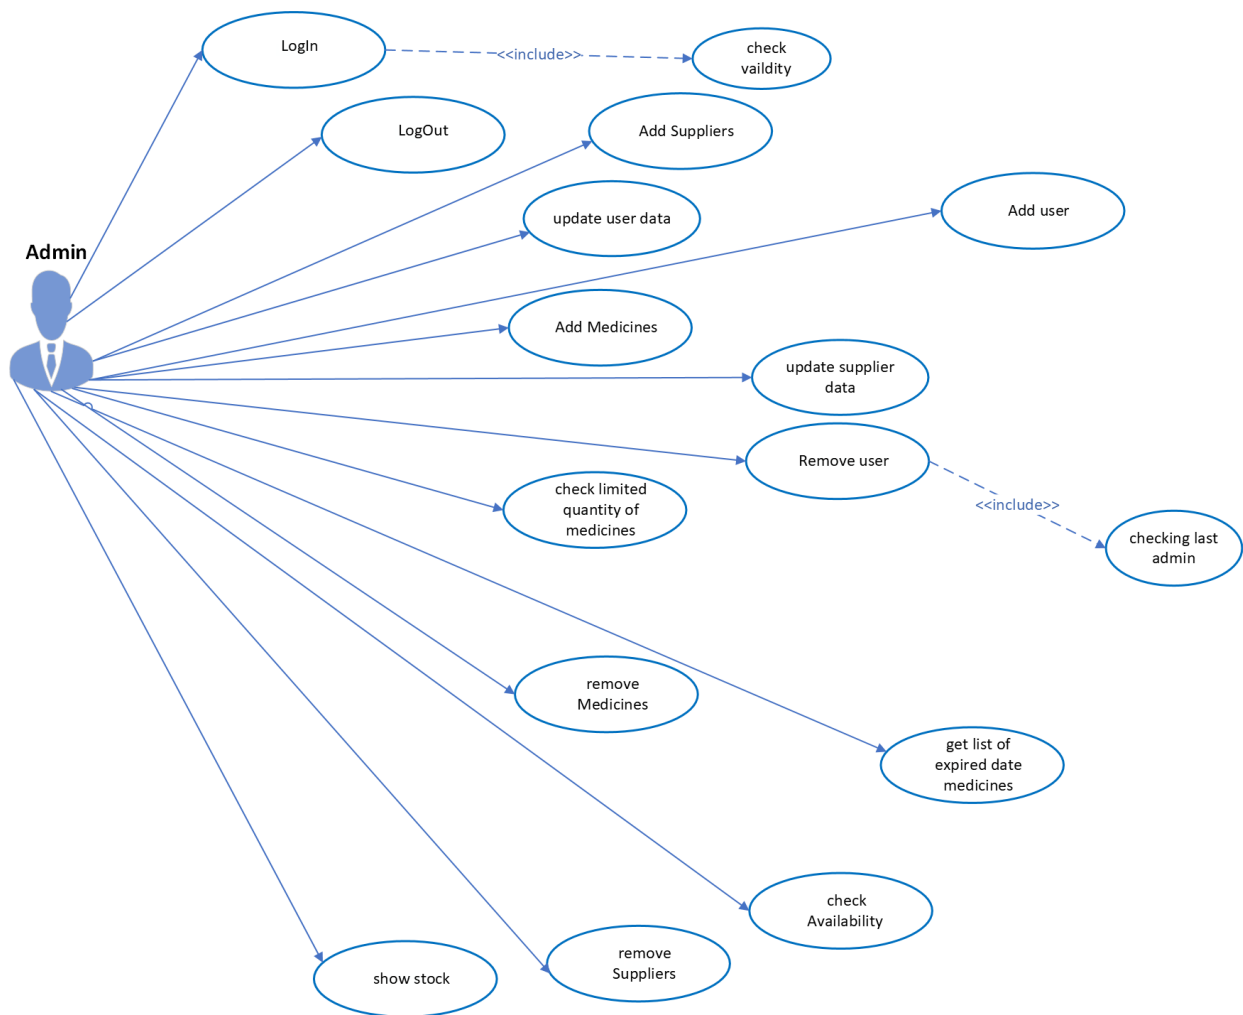 LogIn
<<include>>
check
vaildity
LogOut
Add Suppliers
update user data
Add user
Admin
Add Medicines
update supplier
data
Remove user
check limited
quantity of
medicines
<<include>>
checking last
admin
remove
Medicines
get list of
expired date
medicines
check
Availability
remove
Suppliers
show stock